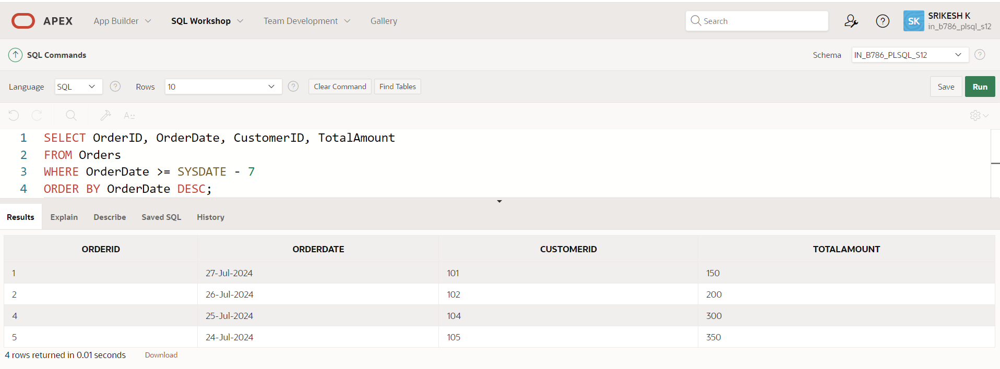 APEX App Builder SQL Workshop Team Development Gallery Search ? SK SRIKESH K
in_b786_plsql_s12
SQL Commands Schema IN_B786_PLSQL_S12 ?
Language SQL ? Rows 10 ? Clear Command Find Tables Save Run
A
1 SELECT OrderID, OrderDate, CustomerID, TotalAmount
2 FROM Orders
3 WHERE OrderDate >= SYSDATE - 7
4 ORDER BY OrderDate DESC;
Results Explain Describe Saved SQL History
ORDERID ORDERDATE CUSTOMERID TOTALAMOUNT
1 27-Jul-2024 101 150
2 26-Jul-2024 102 200
4 25-Jul-2024 104 300
5 24-Jul-2024 105 350
4 rows returned in 0.01 seconds Download